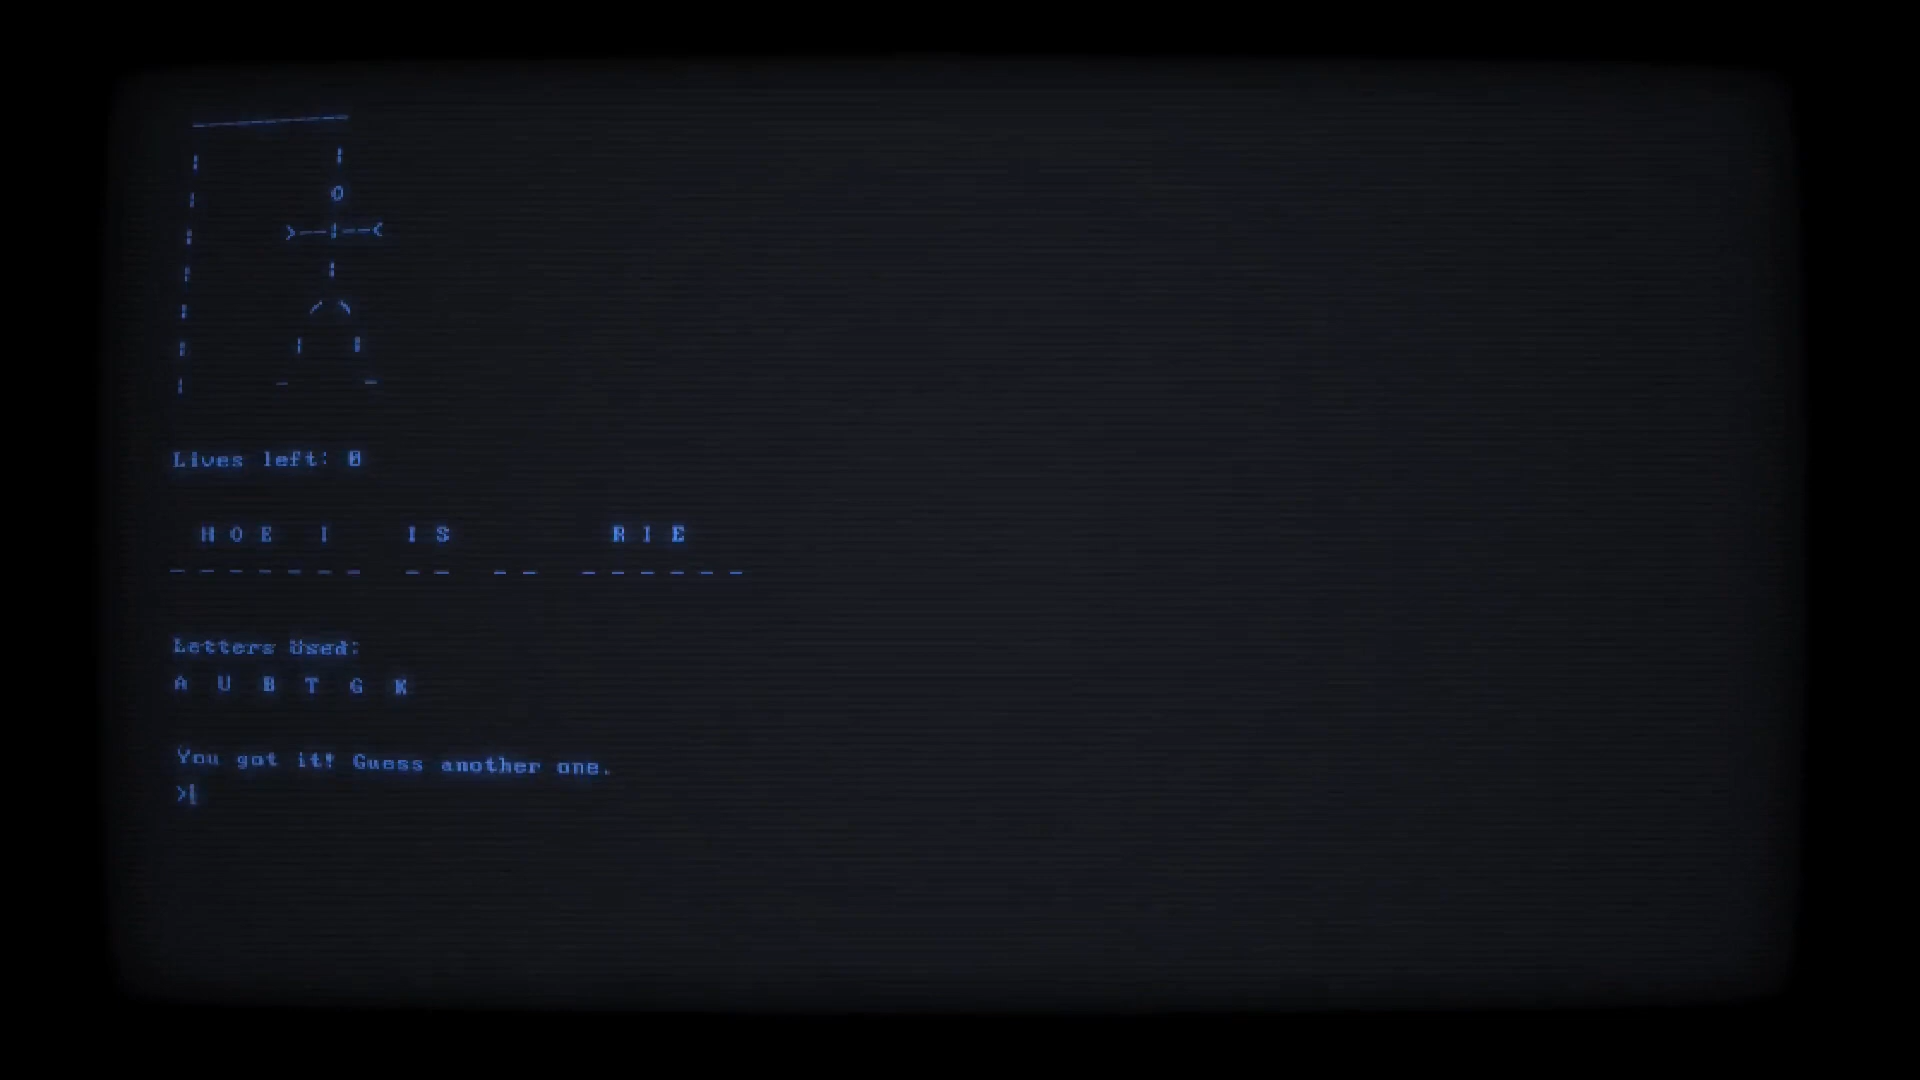 O
>--|--<
Lives left: 0
H O E I I S R I E
_ _ _ _ _ _ _ _ _ _ _ _ _ _ _ _ _
Letters Used:
A U B T G K
You got it! Guess another one.
>